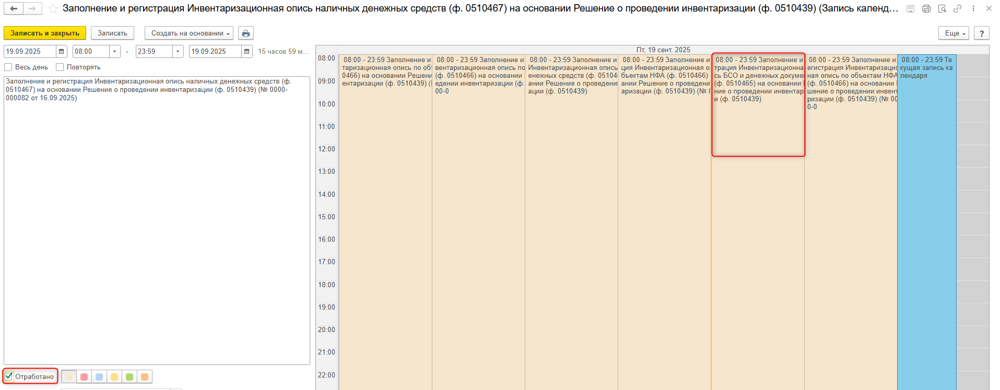 Заполнение и регистрация Инвентаризационная опись наличных денежных средств (ф. 0510467) на основании Решение о проведении инвентаризации (ф. 0510439) (Запись календ...
Записать и закрыть
Записать
Создать на основании
Еще
?
19.09.2025
08:00
-
23:59
19.09.2025
15 часов 59 м...
Весь день
Повторять
Заполнение и регистрация Инвентаризационная опись наличных денежных средств (ф.
0510467) на основании Решение о проведении инвентаризации (ф. 0510439) (№ 0000-
000082 от 16.09.2025)
Отработано
Пт, 19 сент. 2025
08:00
09:00
10:00
11:00
12:00
13:00
14:00
15:00
16:00
17:00
18:00
19:00
20:00
21:00
22:00
08:00 - 23:59 Заполнение и
таризационная опись по об
0466) на основании Решени
ентаризации (ф. 0510439) (
08:00 - 23:59 Заполнение и
вентаризационная опись по
(ф. 0510466) на основании
едении инвентаризации (ф.
00-0
08:00 - 23:59 Заполнение и
Инвентаризационная опись
енежных средств (ф. 05104
ании Решение о проведени
ации (ф. 0510439)
08:00 - 23:59 Заполнение и
ция Инвентаризационная о
бъектам НФА (ф. 0510466)
ании Решение о проведени
аризации (ф. 0510439) (№ 0
08:00 - 23:59 Заполнение и
трация Инвентаризационна
сь БСО и денежных докуме
(ф. 0510465) на основании
ние о проведении инвентар
и (ф. 0510439)
08:00 - 23:59 Заполнение и
егистрация Инвентаризацио
ная опись по объектам НФА
(ф. 0510466) на основании
шение о проведении инвент
ризации (ф. 0510439) (№ 00
0-0
08:00 - 23:59 Те
кущая запись ка
лендаря